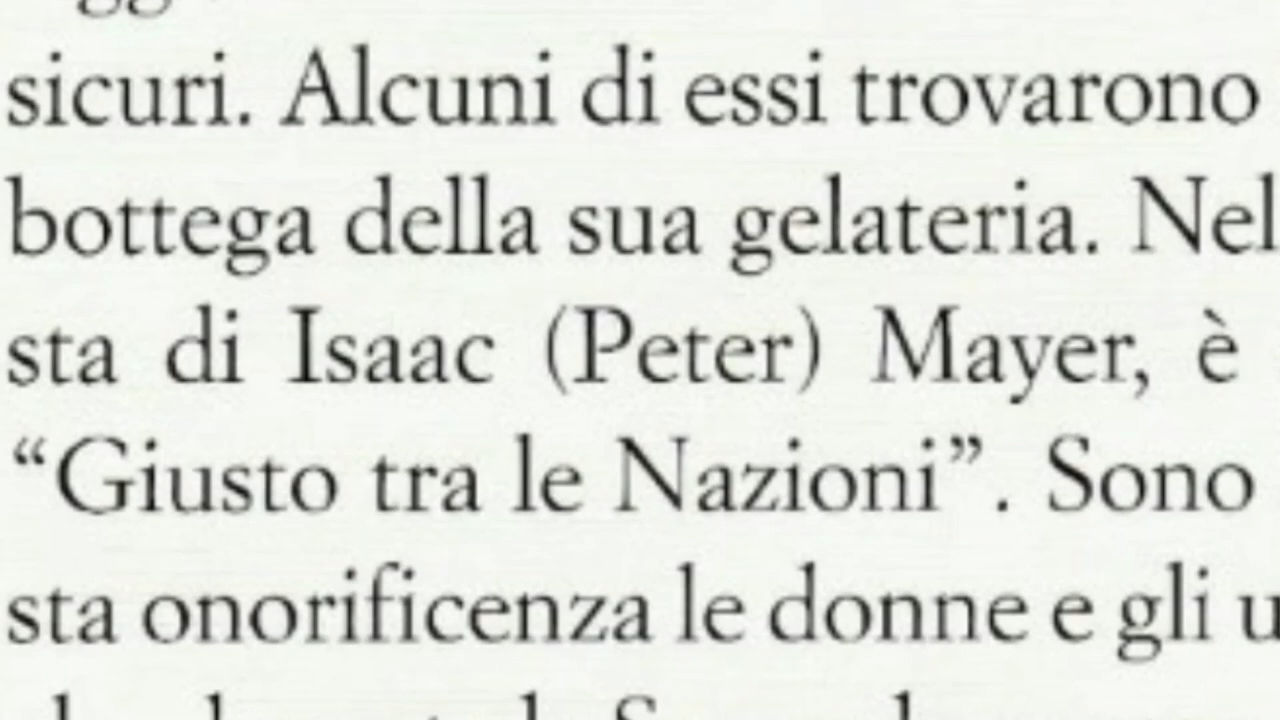 sicuri. Alcuni di essi trovarono
bottega della sua gelateria. Nel
sta di Isaac (Peter) Mayer, è
“Giusto tra le Nazioni”. Sono
sta onorificenza le donne e gli